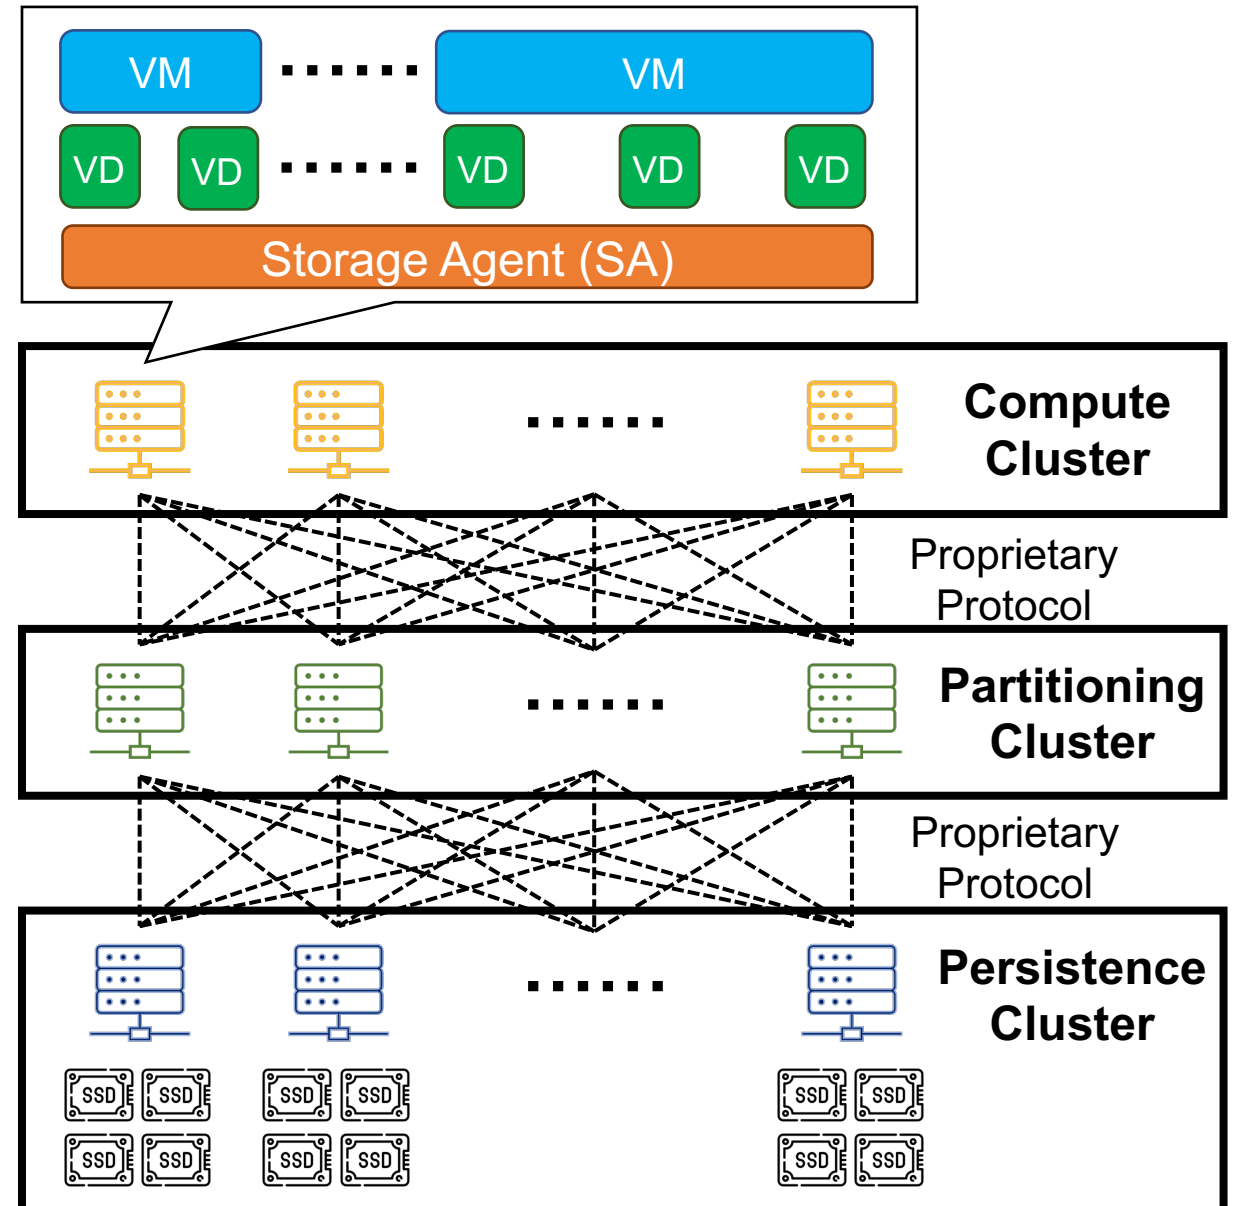 VM VM
VD VD VD VD VD
Storage Agent (SA)
Compute
Cluster
Proprietary
Protocol
Partitioning
Cluster
Proprietary
Protocol
Persistence
Cluster
SSD SSD SSD SSD SSD SSD
SSD SSD SSD SSD SSD SSD